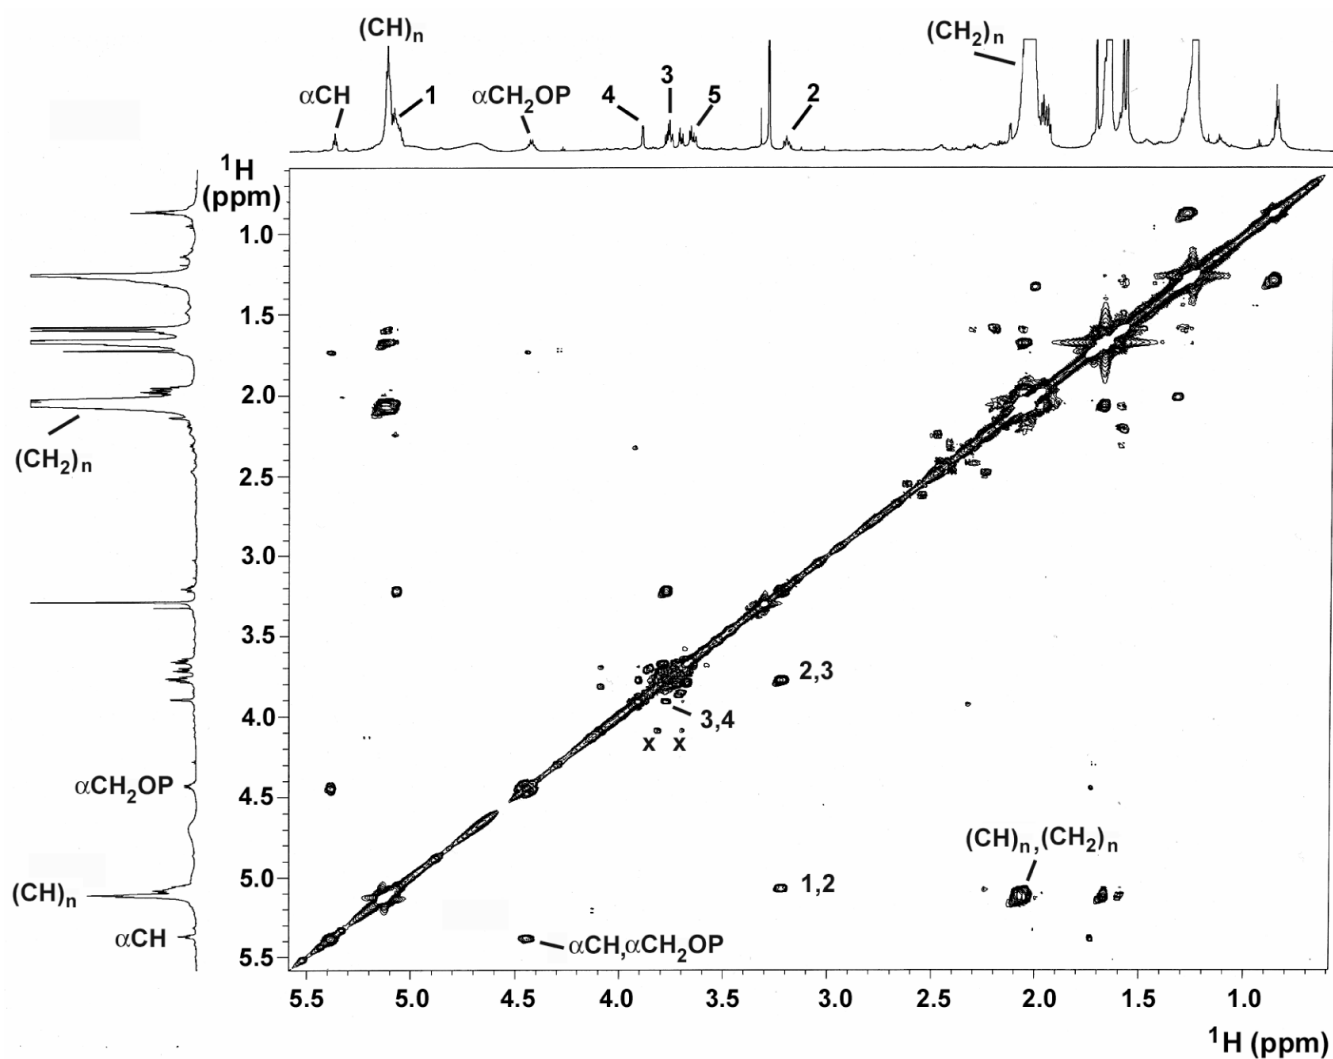 (CH)n
(CH2)n
αCH
1
αCH2OP
4
3
5
2
1H
(ppm)
1.0
1.5
2.0
(CH2)n
2.5
3.0
3.5
2,3
3,4
4.0
x x
αCH2OP
4.5
(CH)n,(CH2)n
(CH)n
5.0
1,2
αCH
5.5
αCH,αCH2OP
5.5 5.0 4.5 4.0 3.5 3.0 2.5 2.0 1.5 1.0
1H (ppm)